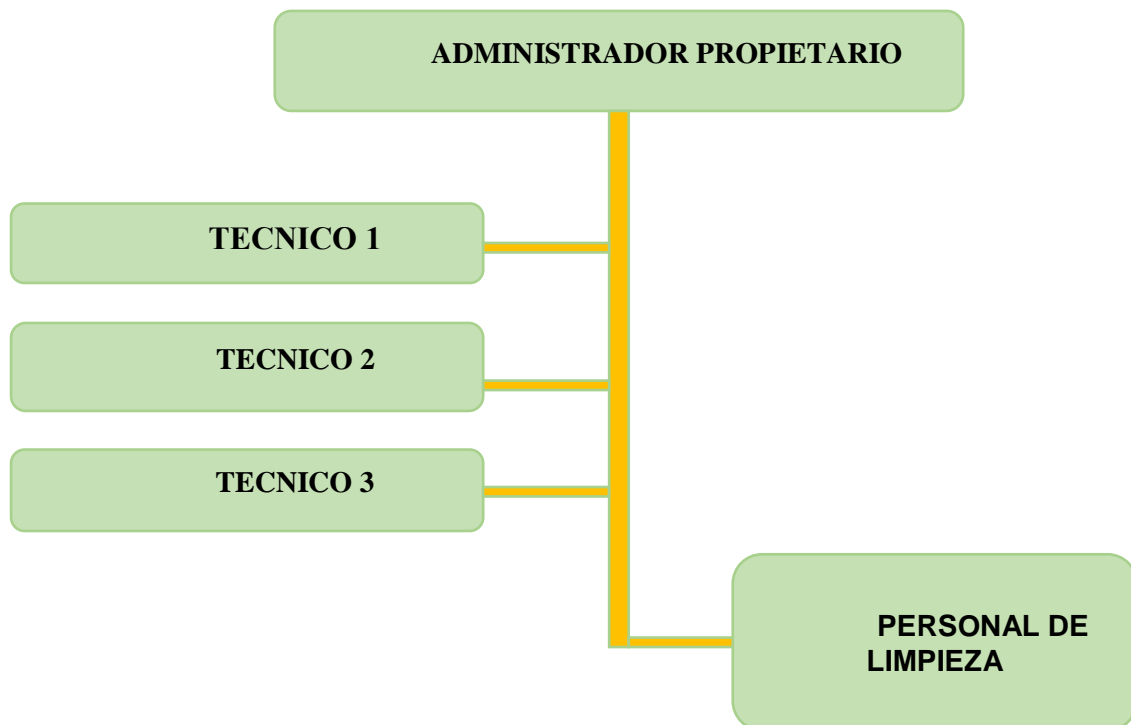 ADMINISTRADOR PROPIETARIO
TECNICO 1
TECNICO 2
TECNICO 3
PERSONAL DE
LIMPIEZA